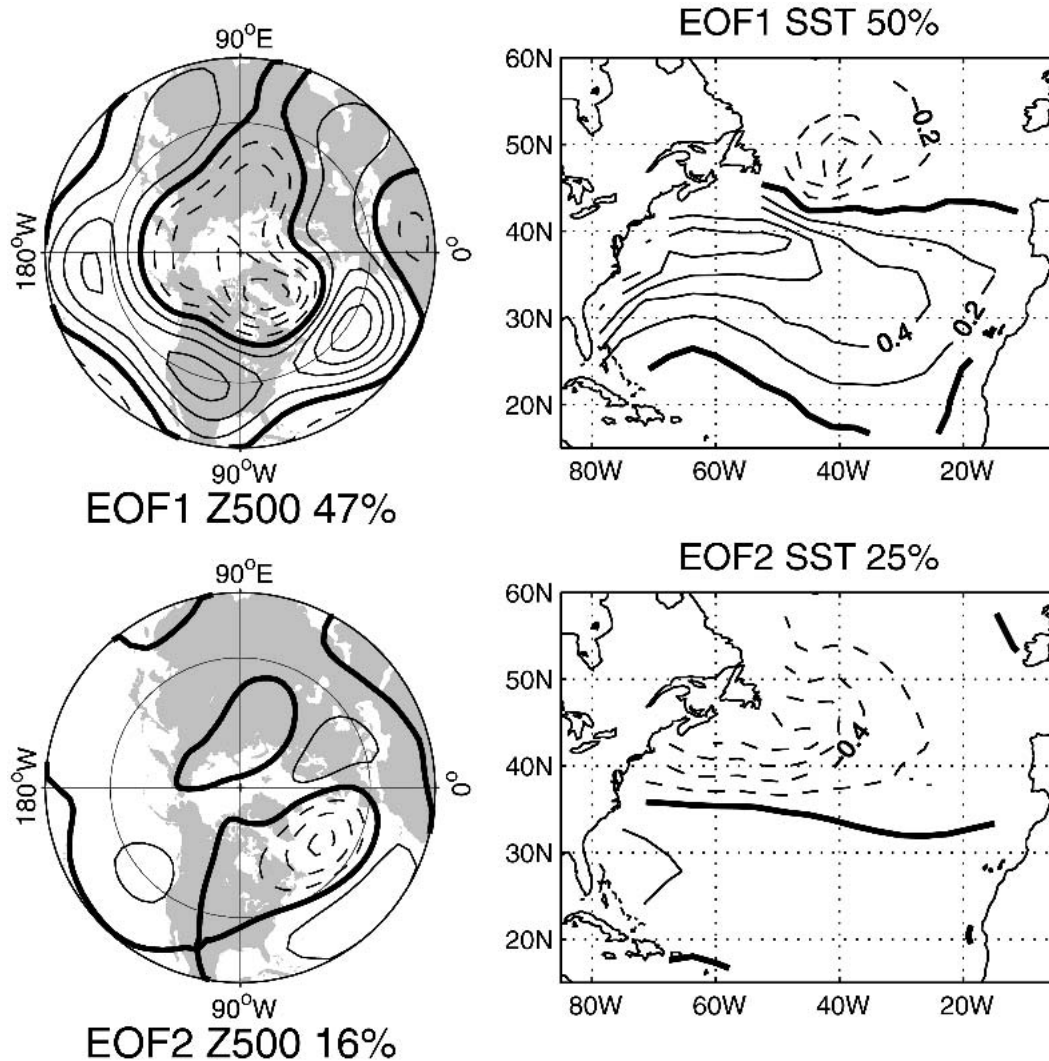 90°E
180°W
0°
90°W
EOF1 Z500 47%
EOF1 SST 50%
60N
50N
40N
30N
20N
80W 60W 40W 20W
-0.2
0.2
0.4
90°E
180°W
0°
90°W
EOF2 Z500 16%
EOF2 SST 25%
60N
50N
40N
30N
20N
80W 60W 40W 20W
-0.4